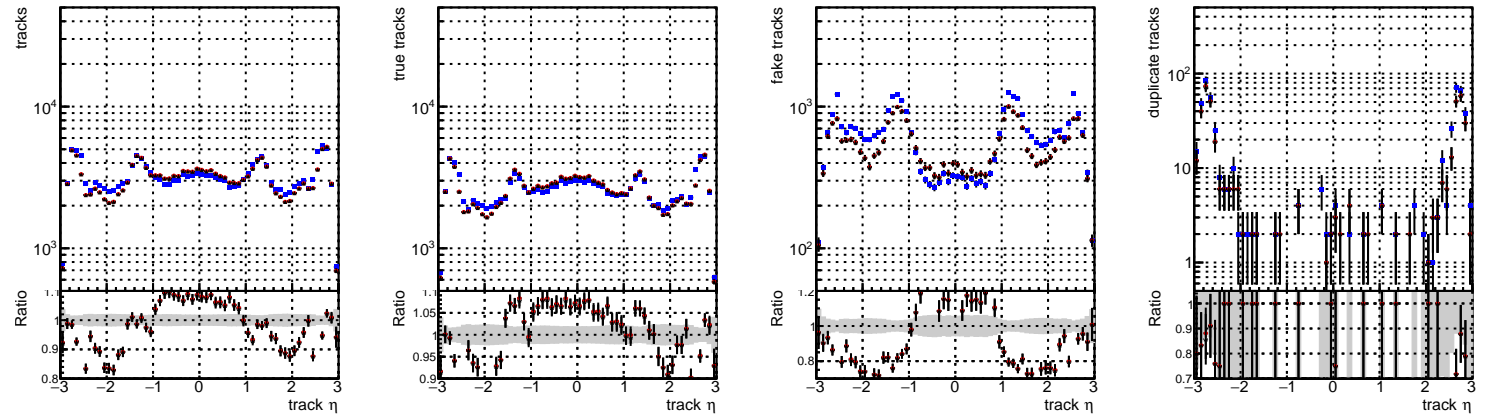 tracks
10⁴
10³
Ratio
1.1
1
0.9
0.8
−3 −2 −1 0 1 2 3
track η
true tracks
10⁴
10³
Ratio
1.1
1.05
1
0.95
0.9
−3 −2 −1 0 1 2 3
track η
fake tracks
10³
10²
Ratio
1.2
1
0.8
−3 −2 −1 0 1 2 3
track η
duplicate tracks
10²
10
1
Ratio
1
0.9
0.8
0.7
−3 −2 −1 0 1 2 3
track η